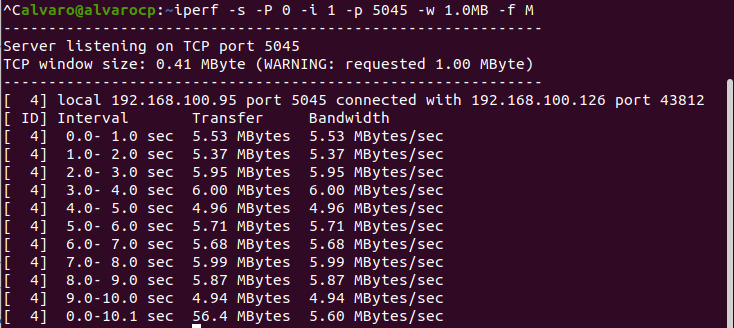 ^Calvaro@alvarocp:~iperf -s -P 0 -i 1 -p 5045 -w 1.0MB -f M
------------------------------------------------------------
Server listening on TCP port 5045
TCP window size: 0.41 MByte (WARNING: requested 1.00 MByte)
------------------------------------------------------------
[  4] local 192.168.100.95 port 5045 connected with 192.168.100.126 port 43812
[ ID] Interval       Transfer     Bandwidth
[  4]  0.0- 1.0 sec  5.53 MBytes  5.53 MBytes/sec
[  4]  1.0- 2.0 sec  5.37 MBytes  5.37 MBytes/sec
[  4]  2.0- 3.0 sec  5.95 MBytes  5.95 MBytes/sec
[  4]  3.0- 4.0 sec  6.00 MBytes  6.00 MBytes/sec
[  4]  4.0- 5.0 sec  4.96 MBytes  4.96 MBytes/sec
[  4]  5.0- 6.0 sec  5.71 MBytes  5.71 MBytes/sec
[  4]  6.0- 7.0 sec  5.68 MBytes  5.68 MBytes/sec
[  4]  7.0- 8.0 sec  5.99 MBytes  5.99 MBytes/sec
[  4]  8.0- 9.0 sec  5.87 MBytes  5.87 MBytes/sec
[  4]  9.0-10.0 sec  4.94 MBytes  4.94 MBytes/sec
[  4]  0.0-10.1 sec  56.4 MBytes  5.60 MBytes/sec